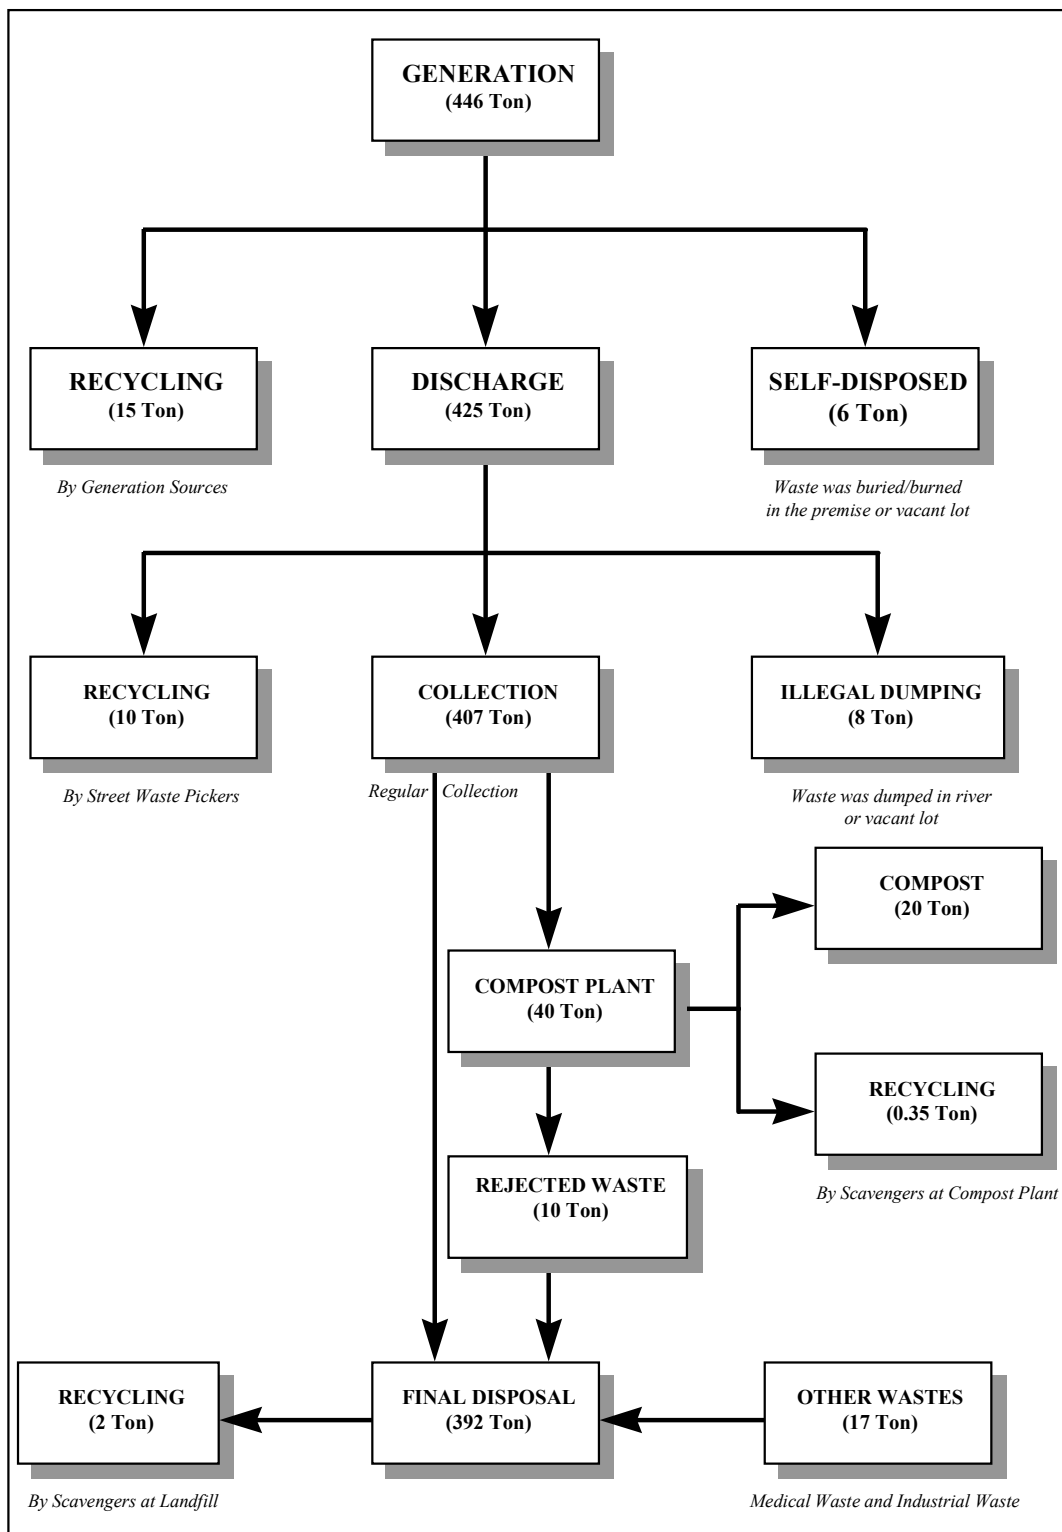 GENERATION
(446 Ton)
RECYCLING
(15 Ton)
By Generation Sources
DISCHARGE
(425 Ton)
SELF-DISPOSED
(6 Ton)
Waste was buried/burned
in the premise or vacant lot
RECYCLING
(10 Ton)
By Street Waste Pickers
COLLECTION
(407 Ton)
Regular Collection
ILLEGAL DUMPING
(8 Ton)
Waste was dumped in river
or vacant lot
COMPOST
(20 Ton)
COMPOST PLANT
(40 Ton)
RECYCLING
(0.35 Ton)
By Scavengers at Compost Plant
REJECTED WASTE
(10 Ton)
RECYCLING
(2 Ton)
By Scavengers at Landfill
FINAL DISPOSAL
(392 Ton)
OTHER WASTES
(17 Ton)
Medical Waste and Industrial Waste